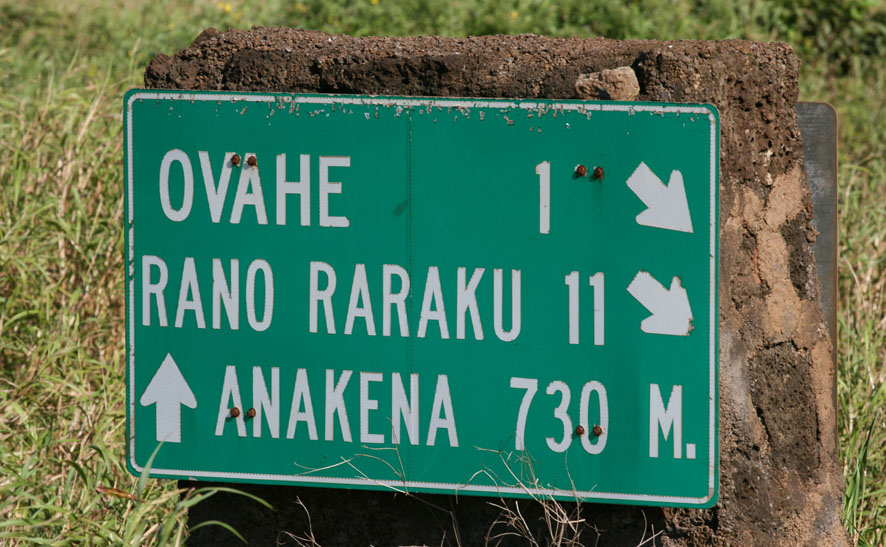 OVAHE 1
RANO RARAKU 11
ANAKENA 730 M.